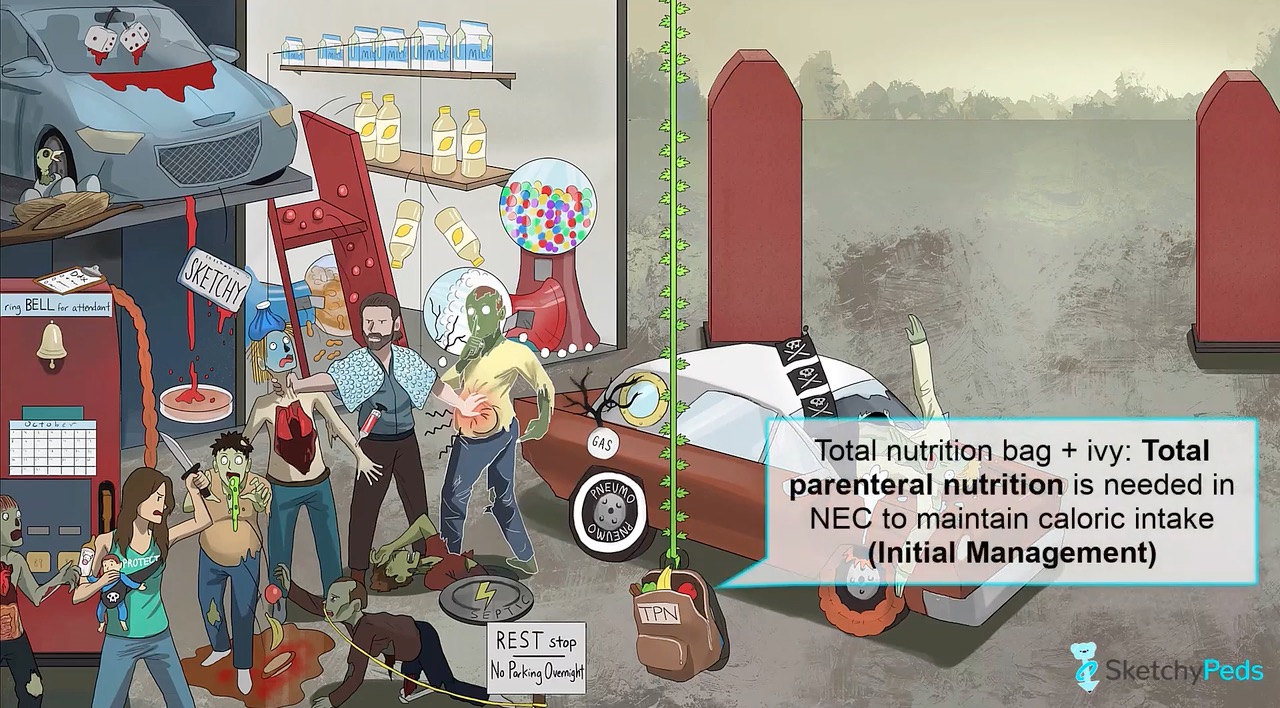 MILK
MILK
MILK
MILK
SKETCHY
DHR
ring BELL for attendant
October
GAS
PNEUMO
PNEUMO
PROTECT
SEPTIC
TPN
REST stop
No Parking Overnight
Total nutrition bag + ivy: Total
parenteral nutrition is needed in
NEC to maintain caloric intake
(Initial Management)
SketchyPeds